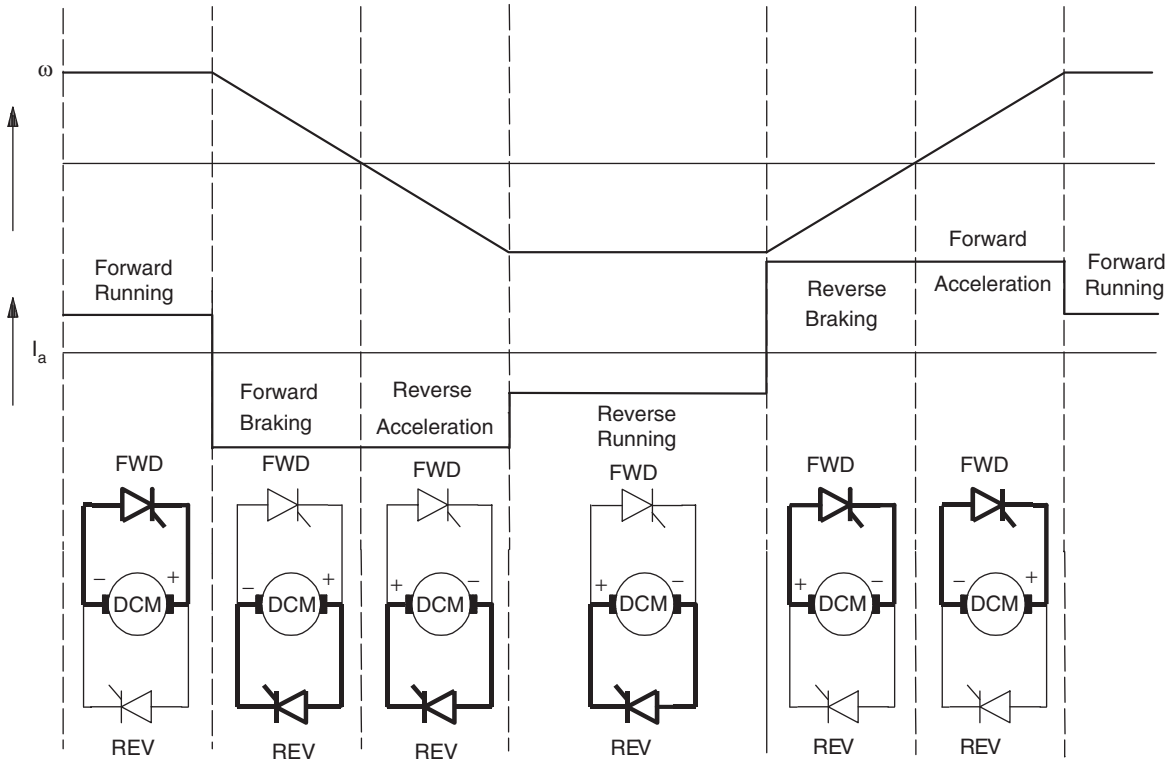 ω
Forward
Running
Forward
Acceleration
Forward
Running
Reverse
Braking
I_a
Forward
Braking
Reverse
Acceleration
Reverse
Running
FWD
FWD
FWD
FWD
FWD
FWD
− +
− +
+ −
+ −
+ −
− +
DCM
DCM
DCM
DCM
DCM
DCM
REV
REV
REV
REV
REV
REV